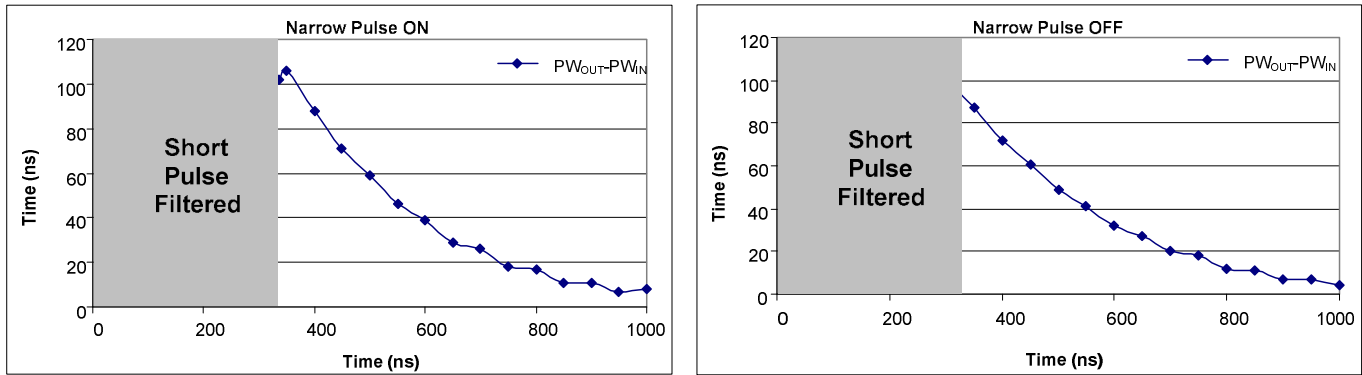 Narrow Pulse ON
120
100
80
60
40
20
0
Time (ns)
Short
Pulse
Filtered
PWOUT-PWIN
0
200
400
600
800
1000
Time (ns)
Narrow Pulse OFF
120
100
80
60
40
20
0
Time (ns)
Short
Pulse
Filtered
PWOUT-PWIN
0
200
400
600
800
1000
Time (ns)